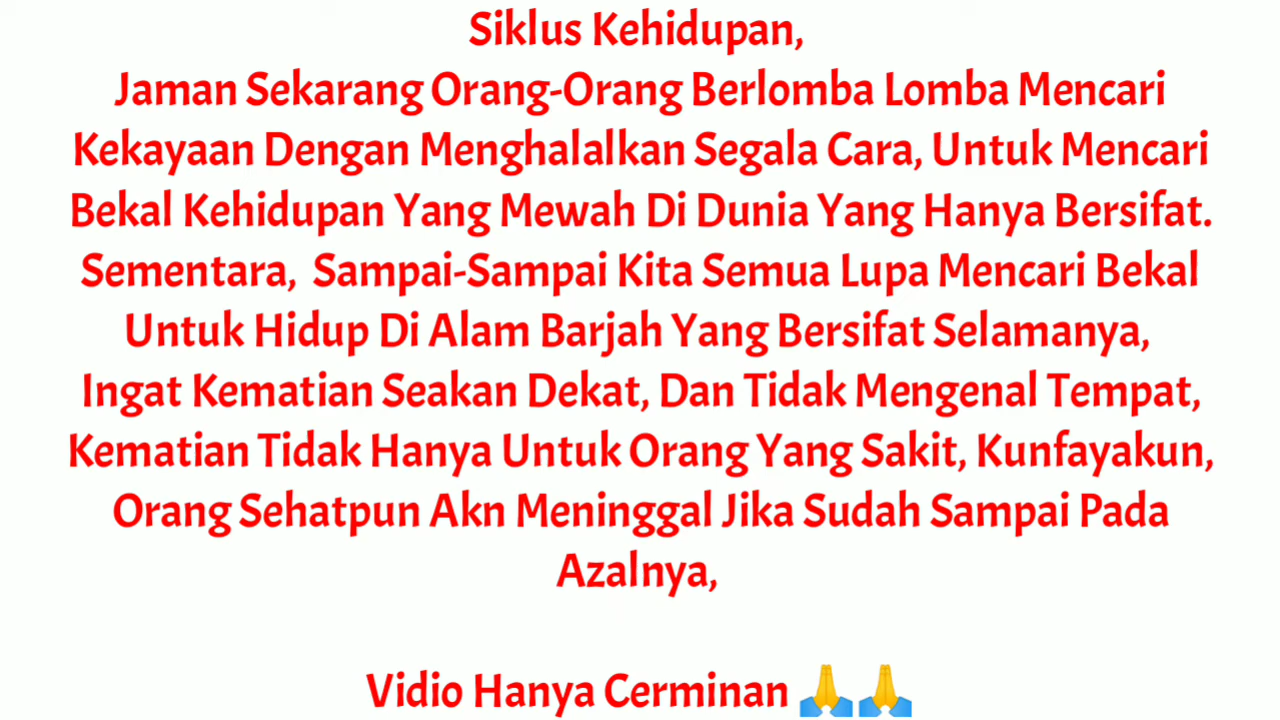 Siklus Kehidupan,
Jaman Sekarang Orang-Orang Berlomba Lomba Mencari
Kekayaan Dengan Menghalalkan Segala Cara, Untuk Mencari
Bekal Kehidupan Yang Mewah Di Dunia Yang Hanya Bersifat.
Sementara, Sampai-Sampai Kita Semua Lupa Mencari Bekal
Untuk Hidup Di Alam Barjah Yang Bersifat Selamanya,
Ingat Kematian Seakan Dekat, Dan Tidak Mengenal Tempat,
Kematian Tidak Hanya Untuk Orang Yang Sakit, Kunfayakun,
Orang Sehatpun Akn Meninggal Jika Sudah Sampai Pada
Azalnya,
Vidio Hanya Cerminan 🙏🙏